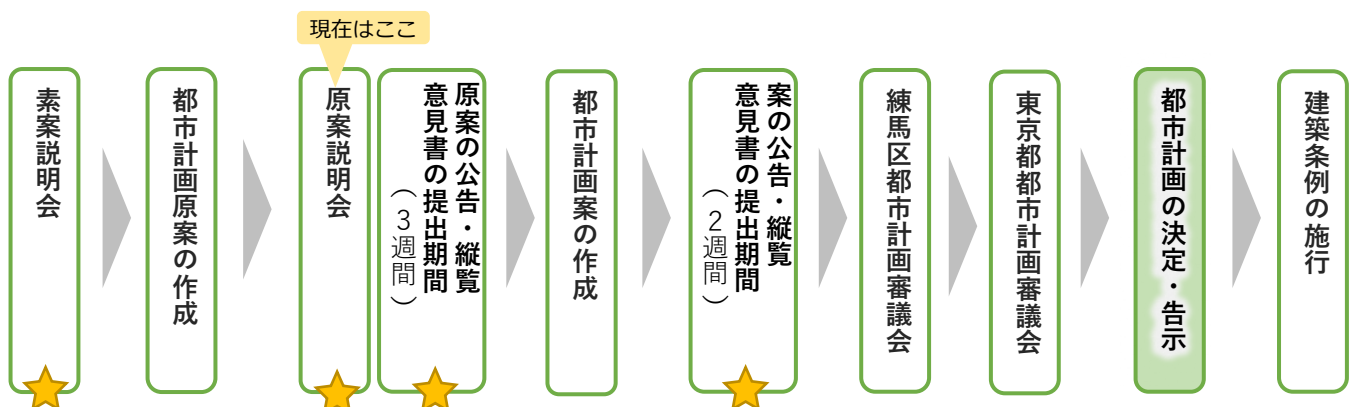 現在はここ
素案説明会
都市計画原案の作成
原案説明会
原案の公告・縦覧
意見書の提出期間
（３週間）
都市計画案の作成
案の公告・縦覧
意見書の提出期間
（２週間）
練馬区都市計画審議会
東京都都市計画審議会
都市計画の決定・告示
建築条例の施行